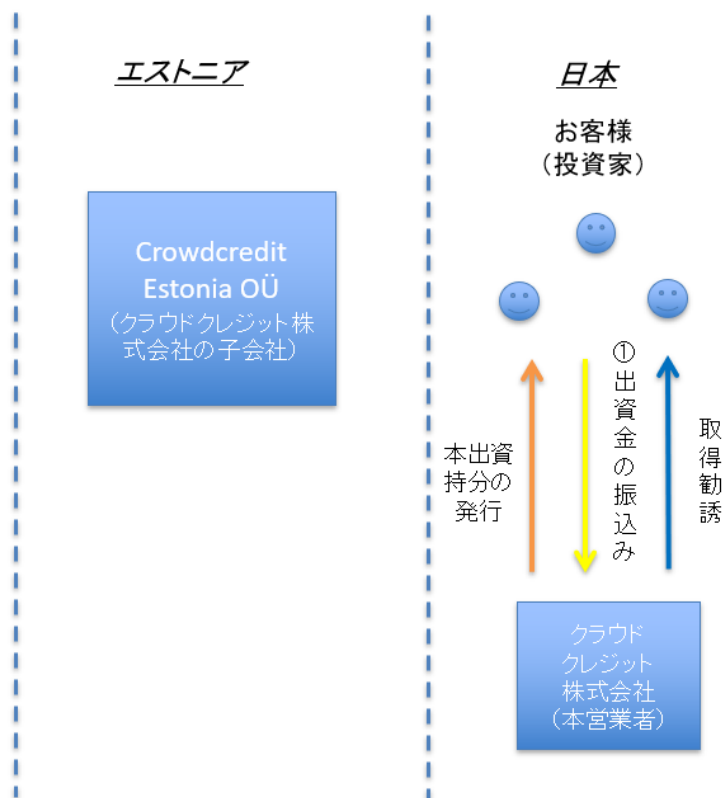 エストニア
Crowdcredit
Estonia OÜ
(クラウドクレジット株
式会社の子会社)
日本
お客様
(投資家)
本出資
持分の
発行
①出資金の振込み
取得勧誘
クラウド
クレジット
株式会社
(本営業者)